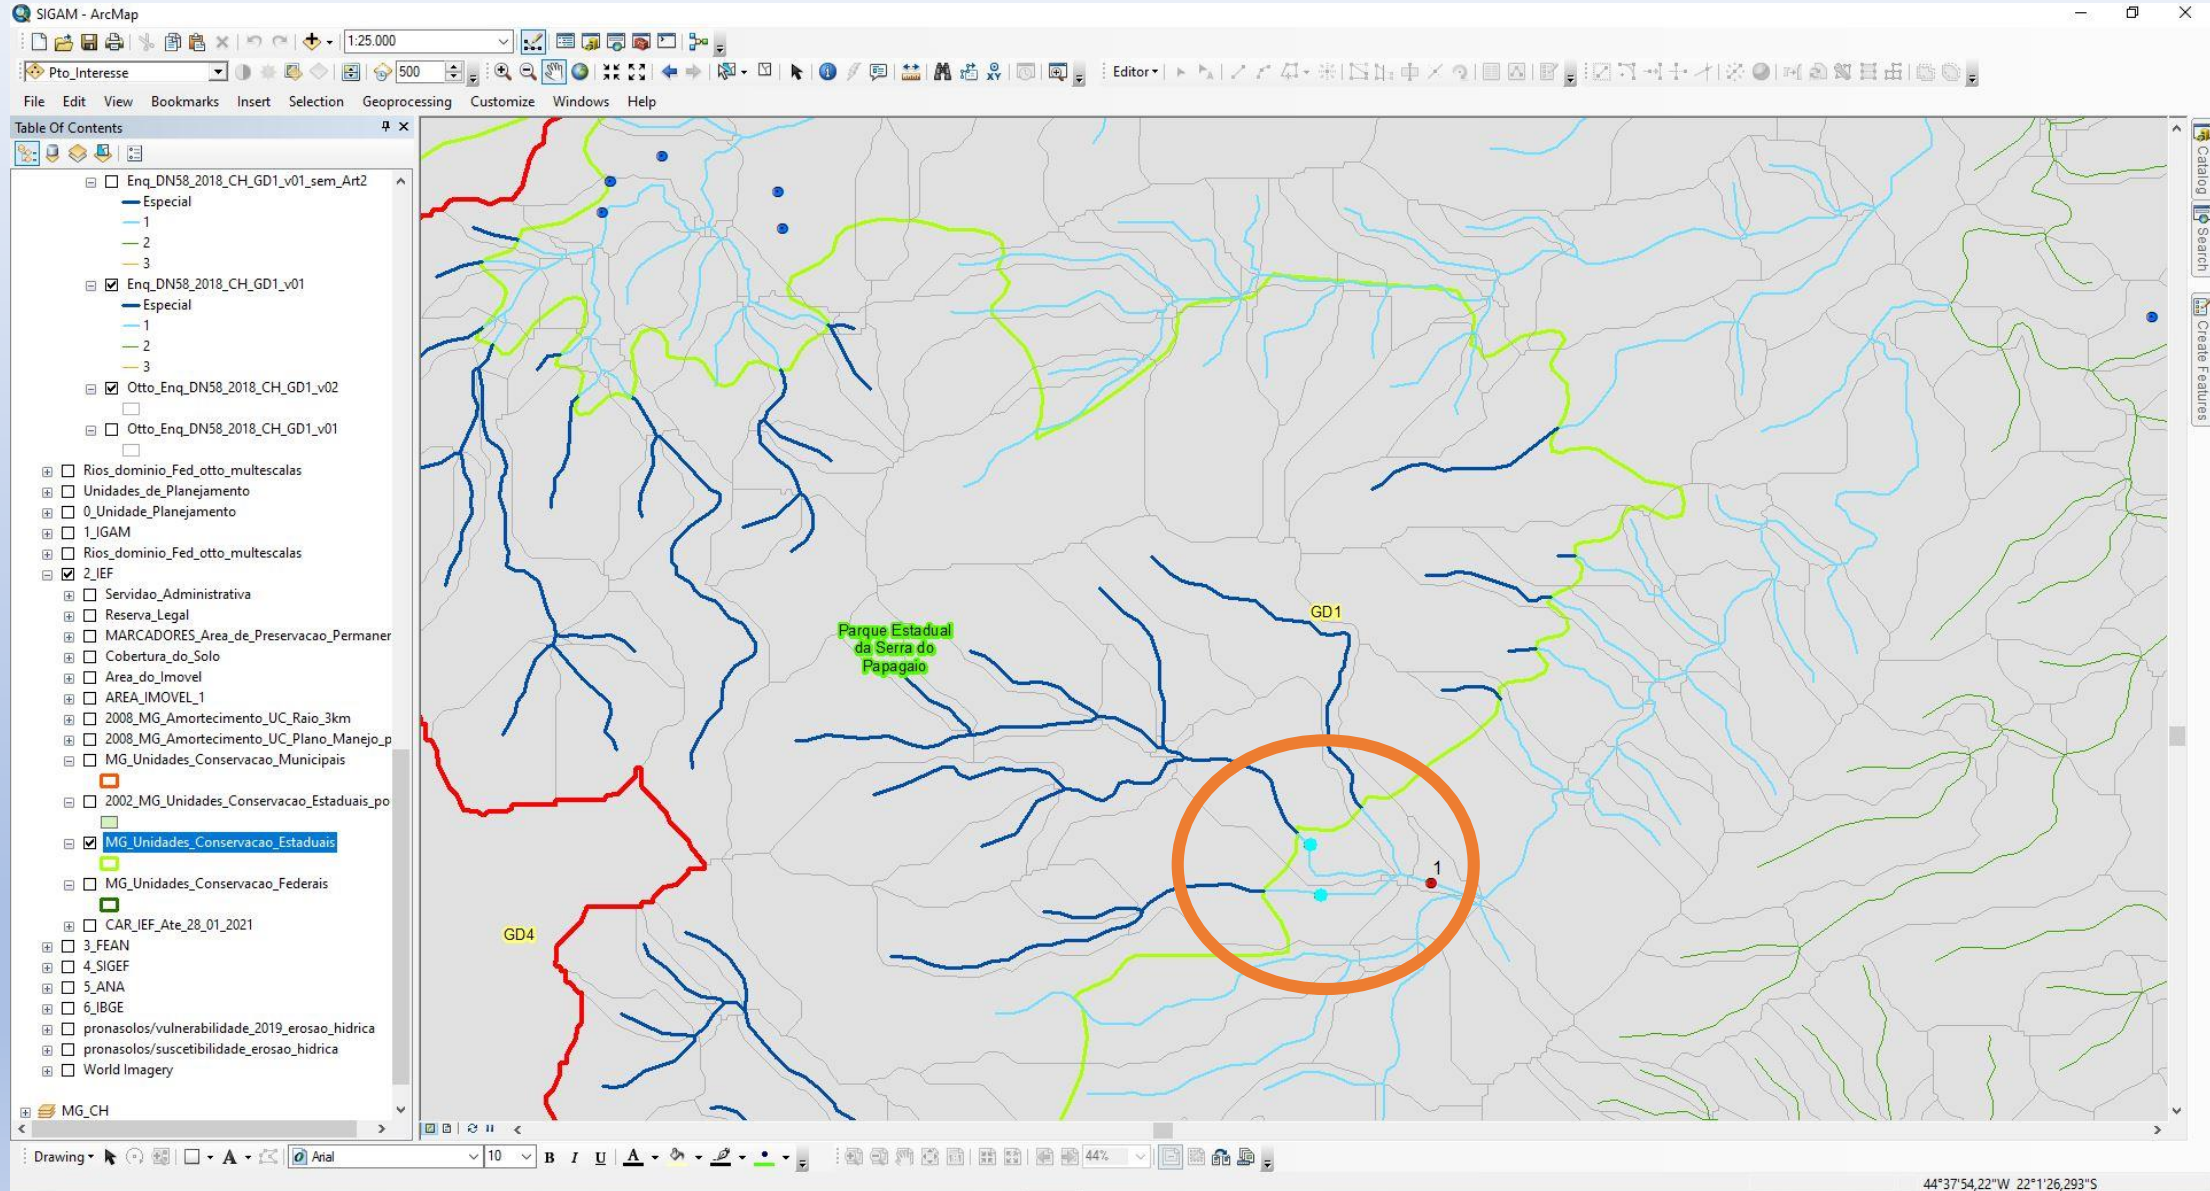 SIGAM - ArcMap
1:25.000
Pto_Interesse
500
Editor
File Edit View Bookmarks Insert Selection Geoprocessing Customize Windows Help
Table Of Contents
Enq_DN58_2018_CH_GD1_v01_sem_Art2
Especial
1
2
3
Enq_DN58_2018_CH_GD1_v01
Especial
1
2
3
Otto_Enq_DN58_2018_CH_GD1_v02
Otto_Enq_DN58_2018_CH_GD1_v01
Rios_dominio_Fed_otto_multescalas
Unidades_de_Planejamento
0_Unidade_Planejamento
1_IGAM
Rios_dominio_Fed_otto_multescalas
2_IEF
Servidao_Administrativa
Reserva_Legal
MARCADORES_Area_de_Preservacao_Permaner
Cobertura_do_Solo
Area_do_Imovel
AREA_IMOVEL_1
2008_MG_Amortecimento_UC_Raio_3km
2008_MG_Amortecimento_UC_Plano_Manejo_p
MG_Unidades_Conservacao_Municipais
2002_MG_Unidades_Conservacao_Estaduais_po
MG_Unidades_Conservacao_Estaduais
MG_Unidades_Conservacao_Federais
CAR_IEF_Ate_28_01_2021
3_FEAN
4_SIGEF
5_ANA
6_IBGE
pronasolos/vulnerabilidade_2019_erosao_hidrica
pronasolos/suscetibilidade_erosao_hidrica
World Imagery
MG_CH
GD1
Parque Estadual
da Serra do
Papagaio
1
GD4
Catalog
Search
Create Features
Drawing
A
Arial
10
B I U A
44%
44°37'54,22"W 22°1'26,293"S